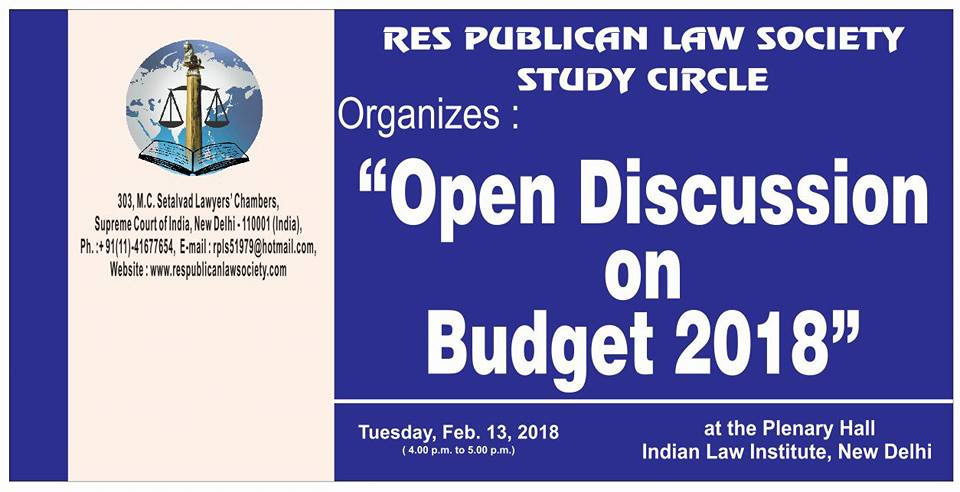 303, M.C. Setalvad Lawyers' Chambers,
Supreme Court of India, New Delhi - 110001 (India),
Ph. :+ 91(11)-41677654, E-mail : rpls51979@hotmail.com,
Website : www.respublicanlawsociety.com
RES PUBLICAN LAW SOCIETY
STUDY CIRCLE
Organizes :
“Open Discussion
on
Budget 2018”
Tuesday, Feb. 13, 2018
( 4.00 p.m. to 5.00 p.m.)
at the Plenary Hall
Indian Law Institute, New Delhi